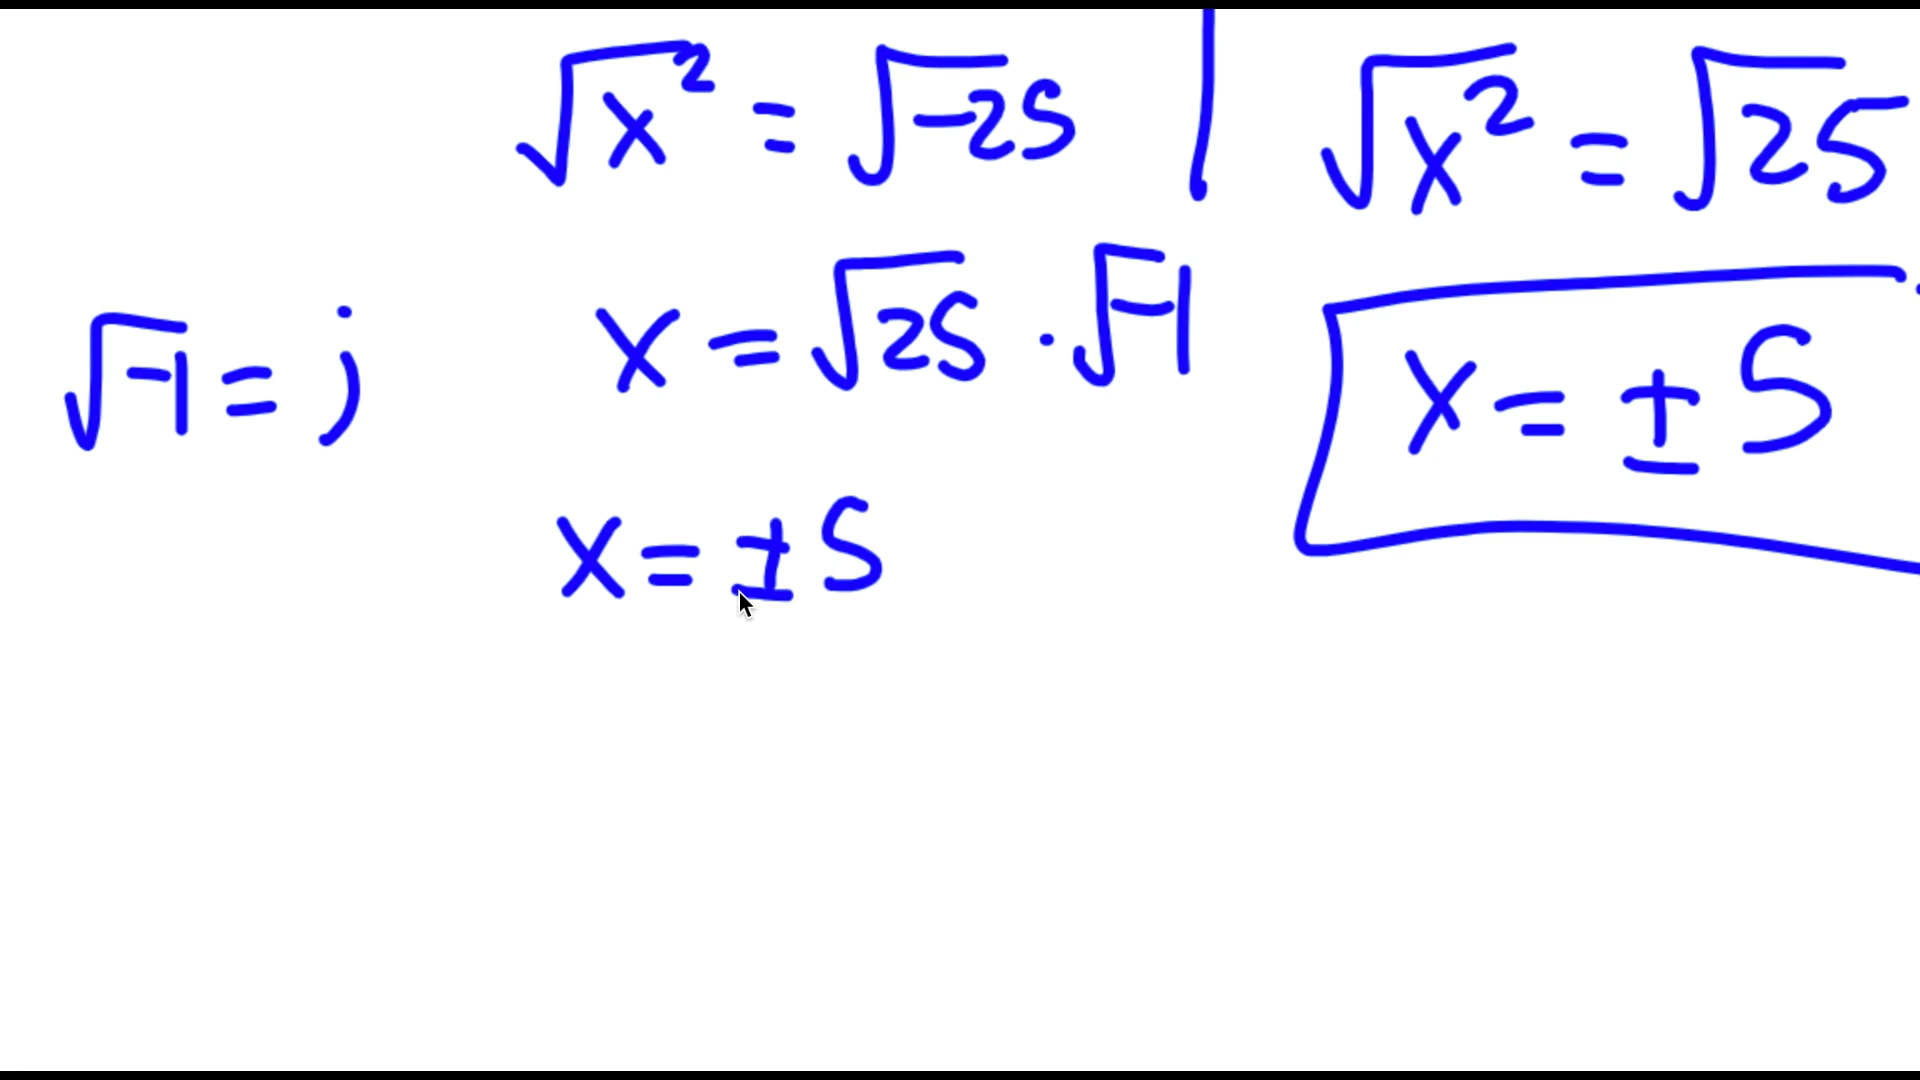 √x² = √-25 | √x² = √25
√-1 = j
x = √25 · √-1
x = ± 5
x = ± 5